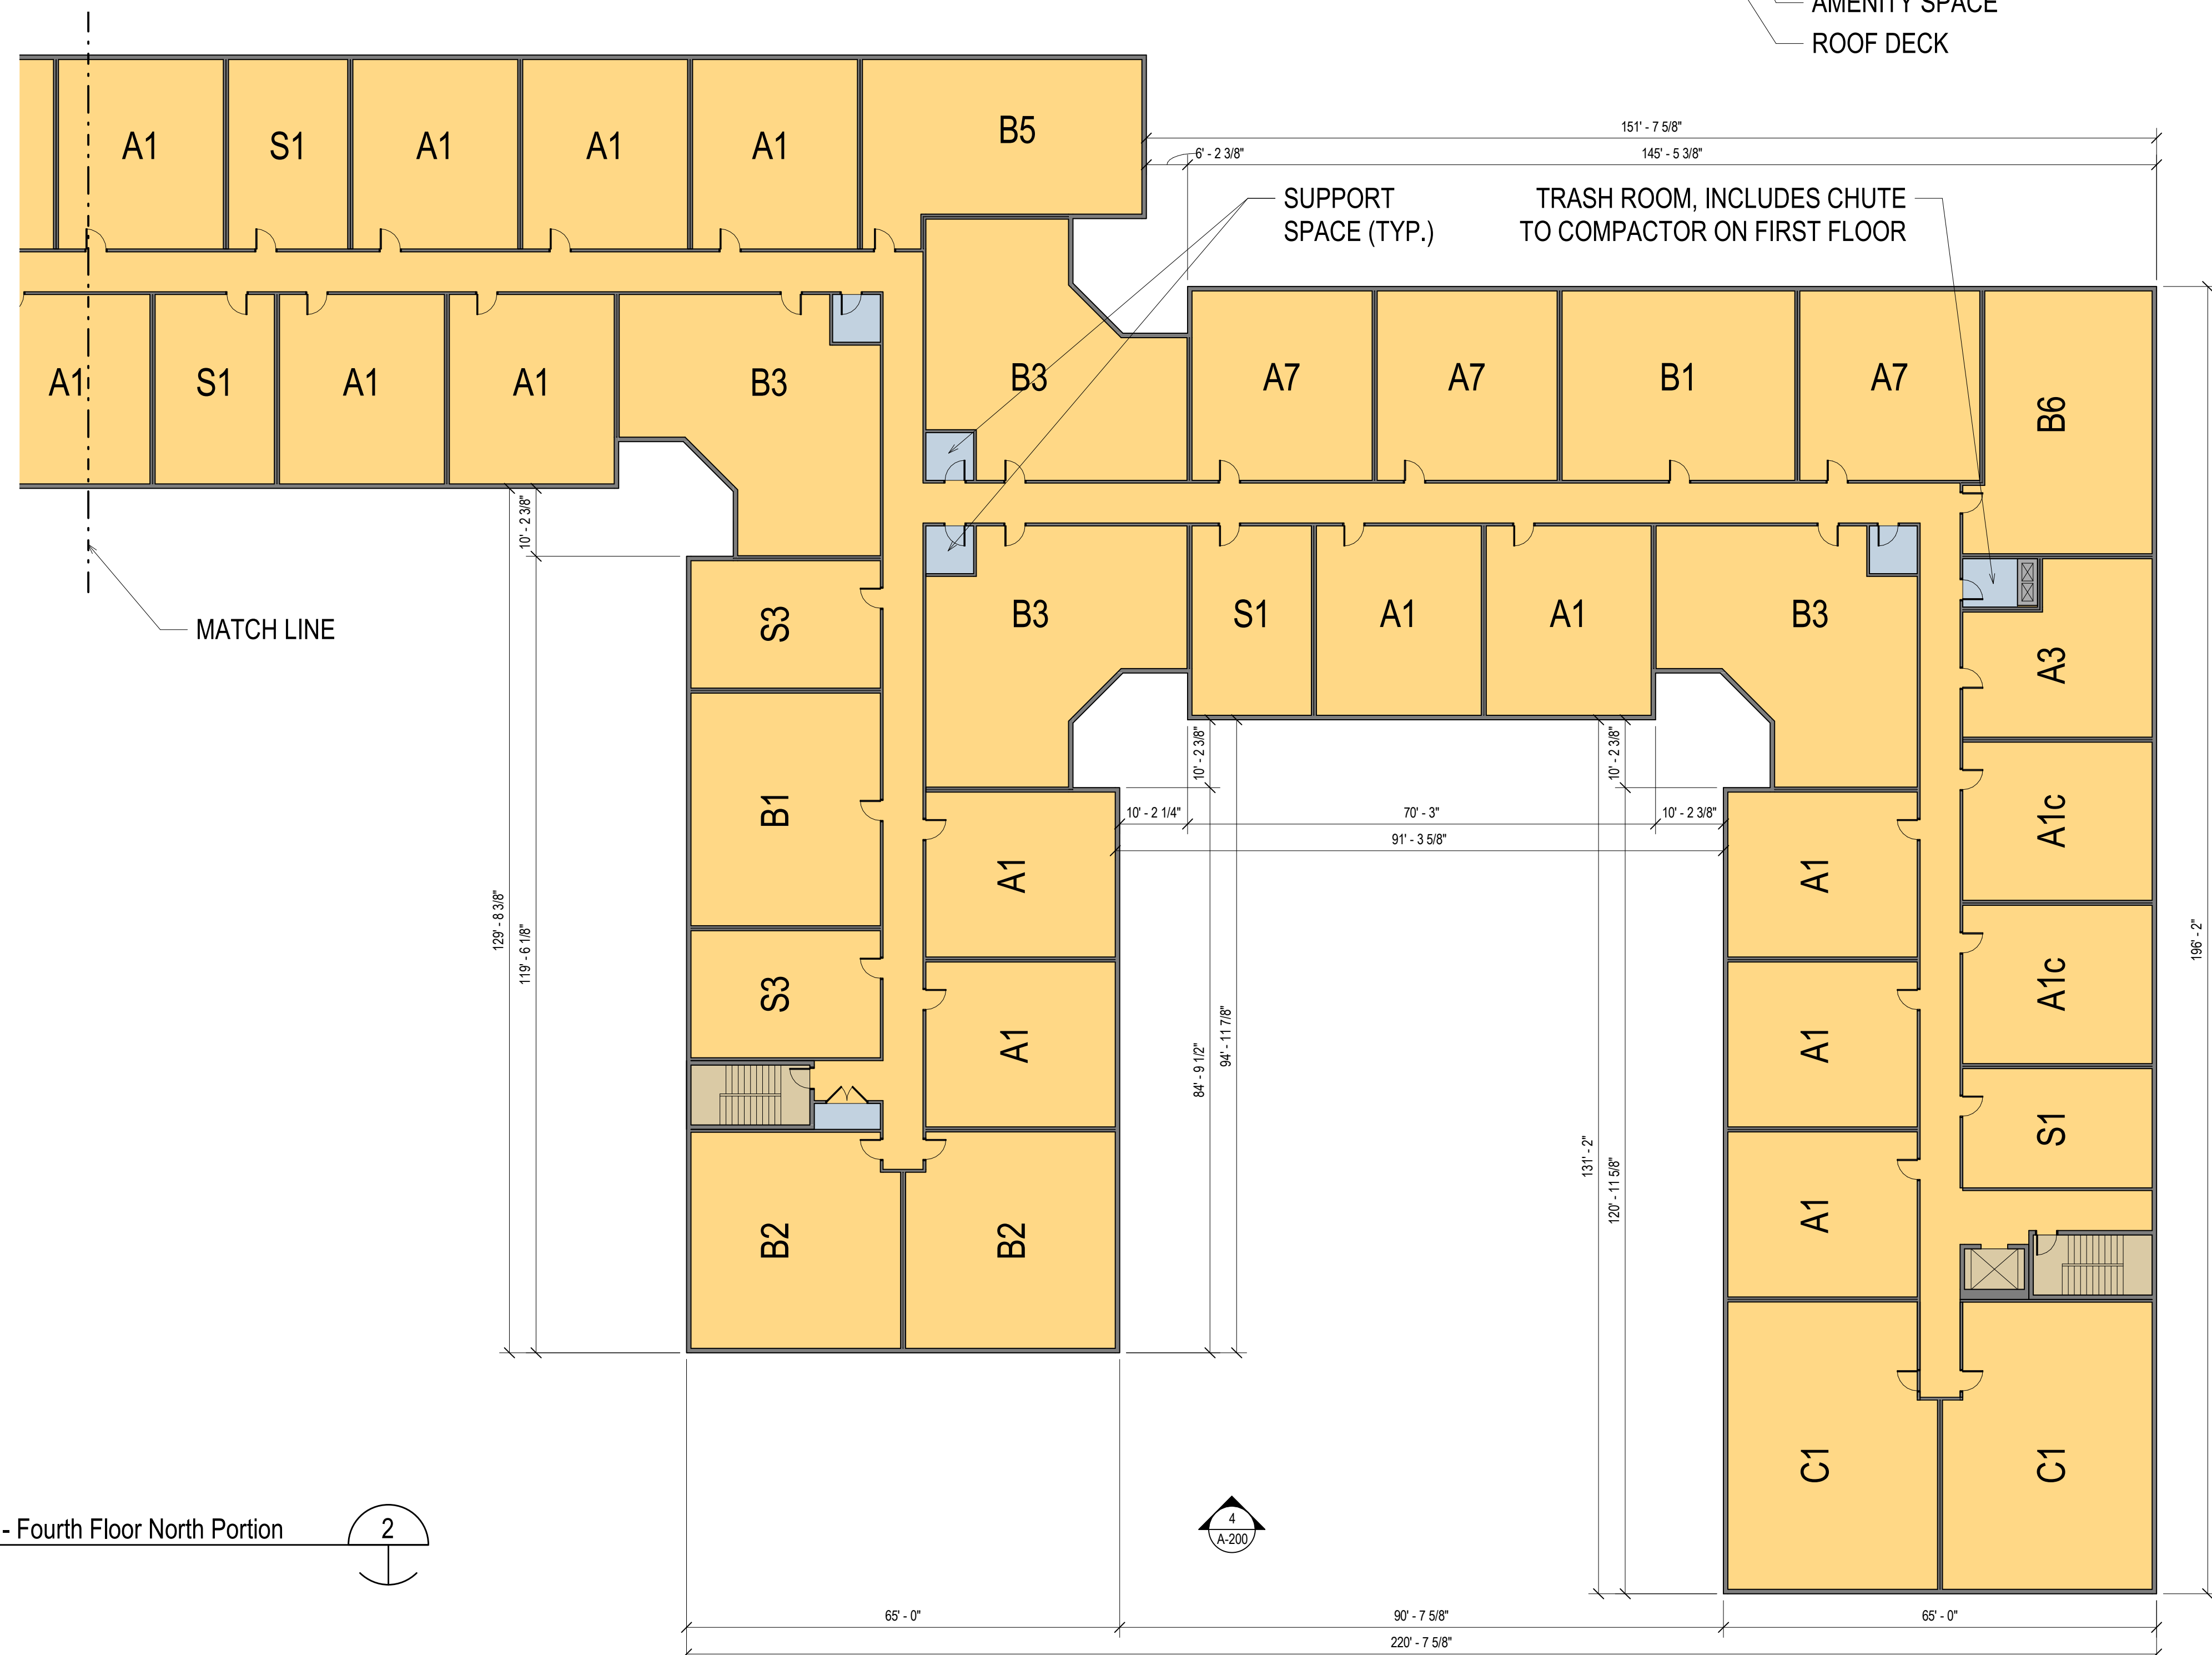 AMENITY SPACE
ROOF DECK
151' - 7 5/8"
6' - 2 3/8"
145' - 5 3/8"
A1
S1
A1
A1
A1
B5
SUPPORT
SPACE (TYP.)
TRASH ROOM, INCLUDES CHUTE
TO COMPACTOR ON FIRST FLOOR
A1
S1
A1
A1
B3
B3
A7
A7
B1
A7
B6
10' - 2 3/8"
MATCH LINE
S3
B3
S1
A1
A1
B3
A3
10' - 2 3/8"
10' - 2 3/8"
B1
10' - 2 1/4"
70' - 3"
10' - 2 3/8"
91' - 3 5/8"
A1c
A1
A1
129' - 8 3/8"
119' - 6 1/8"
196' - 2"
S3
A1c
A1
A1
84' - 9 1/2"
94' - 11 7/8"
S1
131' - 2"
120' - 11 5/8"
A1
B2
B2
C1
C1
- Fourth Floor North Portion
2
4
A-200
65' - 0"
90' - 7 5/8"
65' - 0"
220' - 7 5/8"